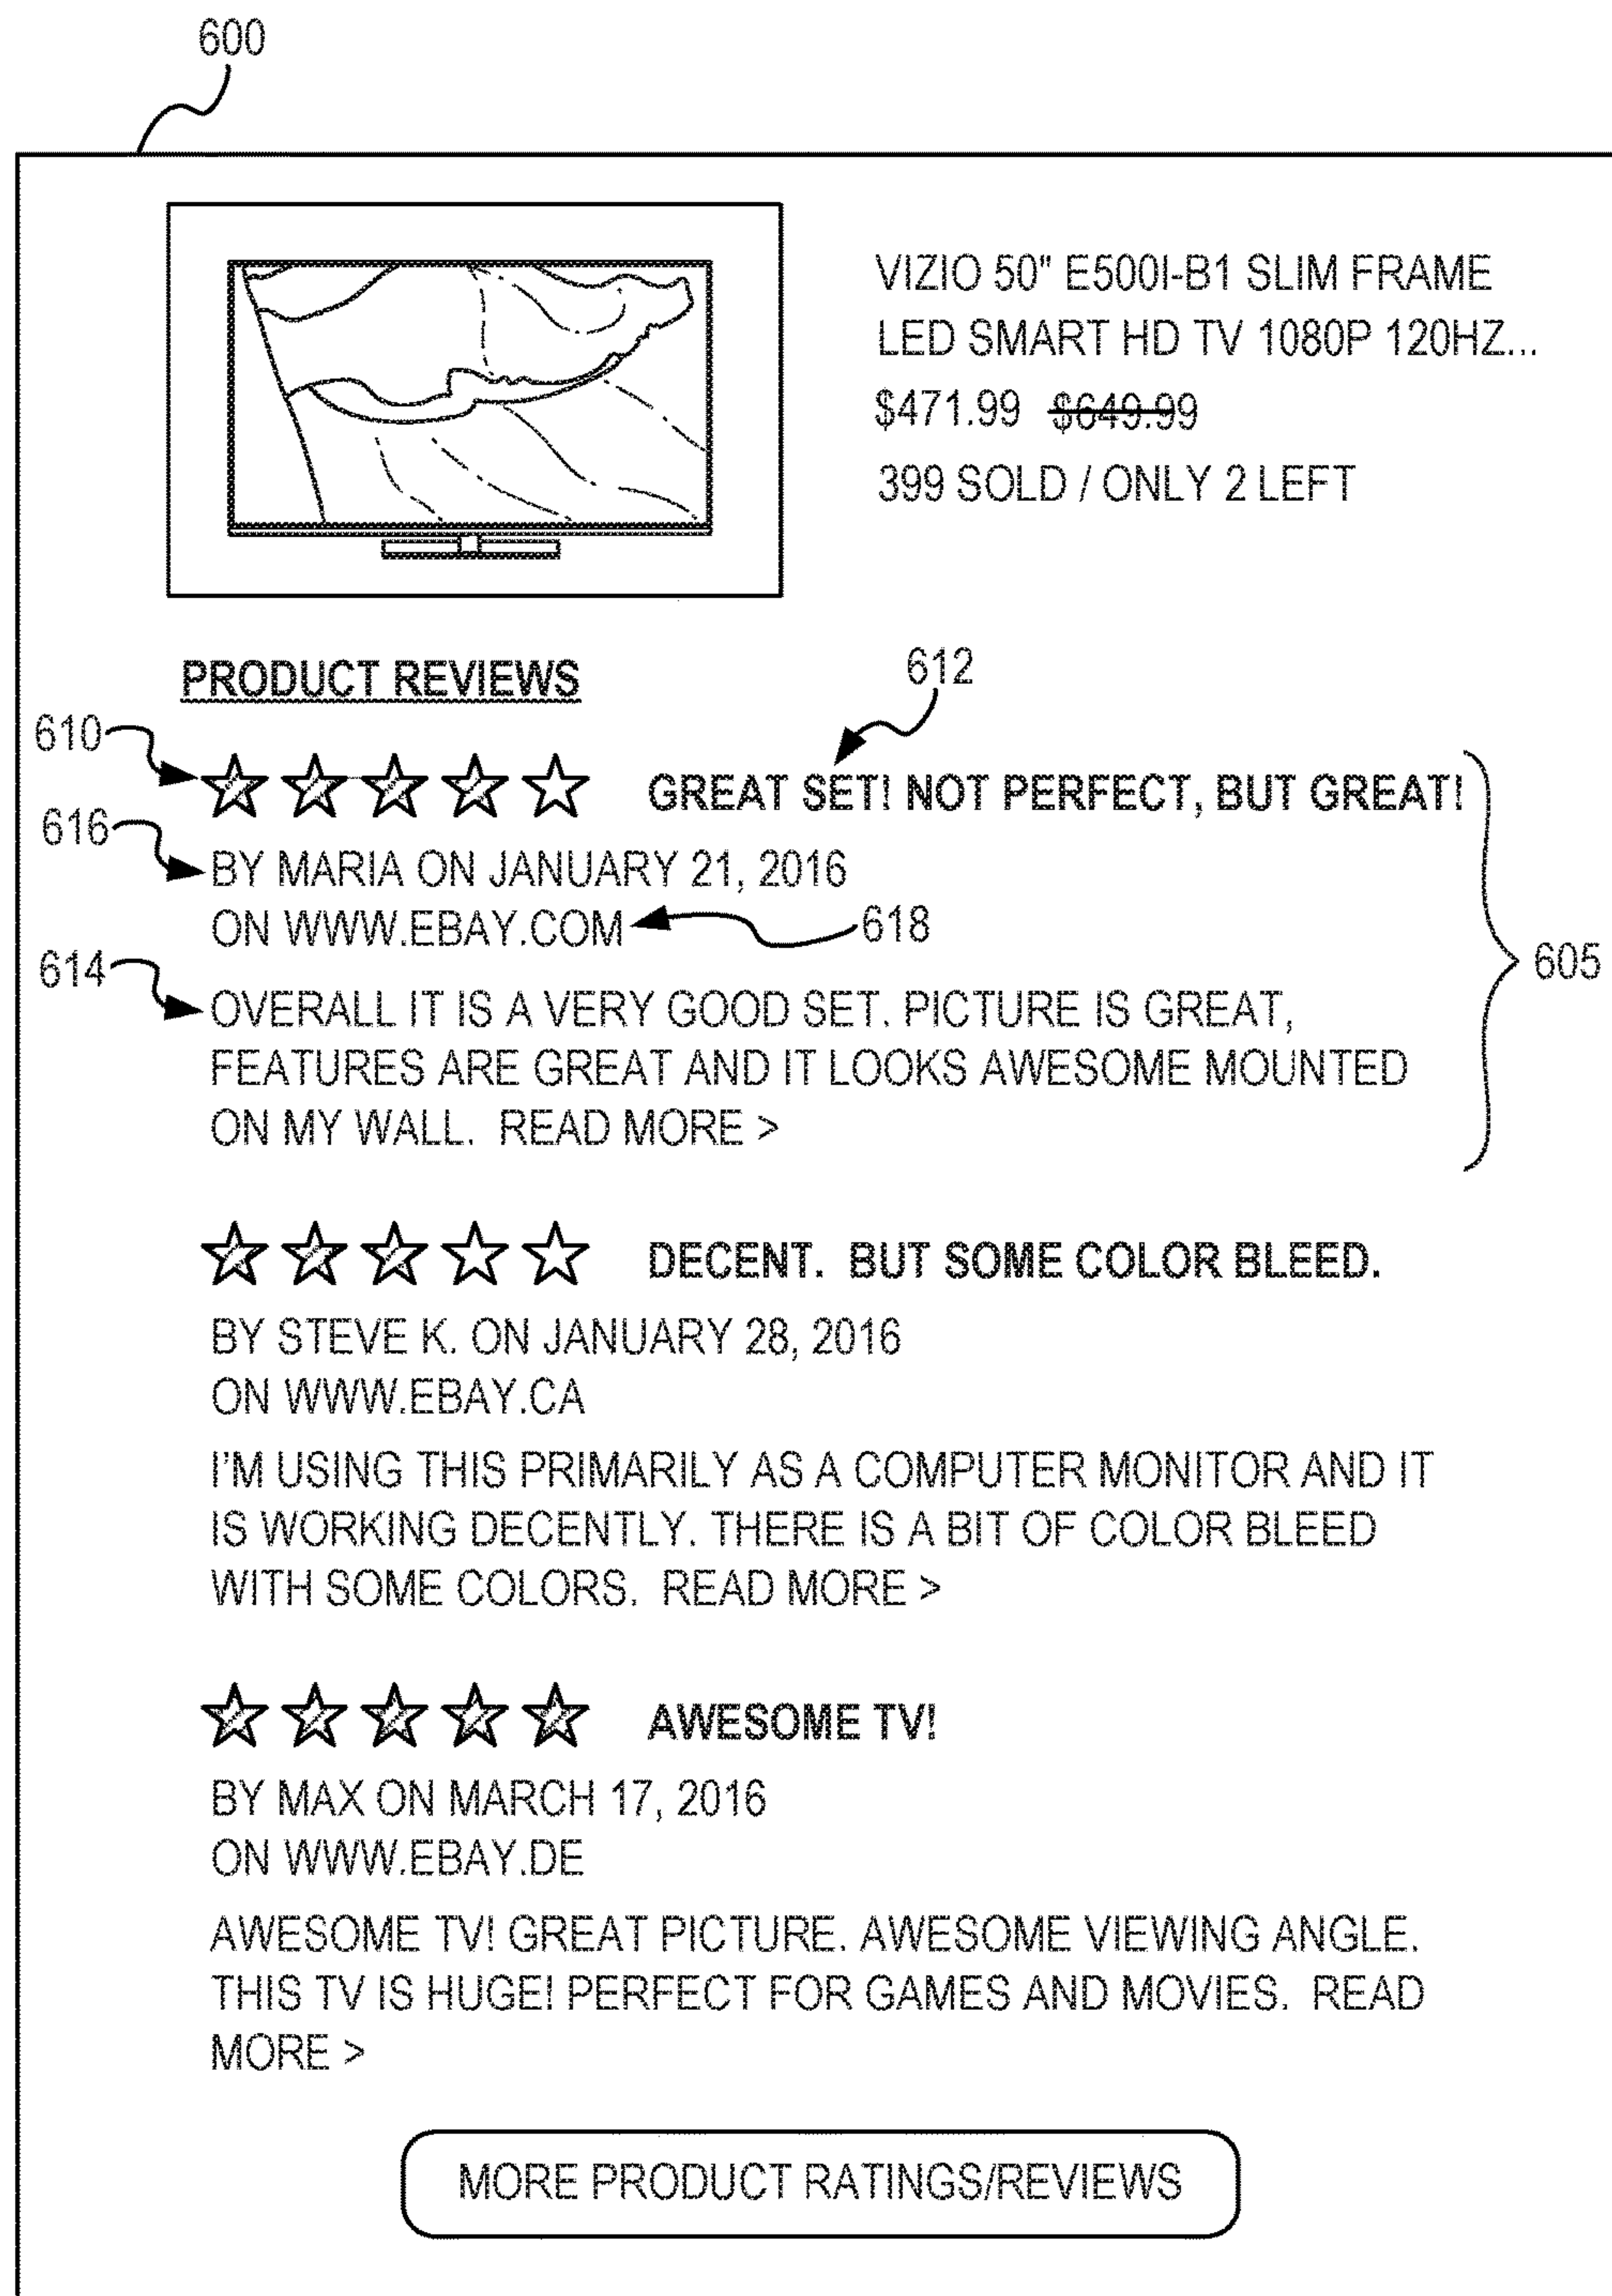 600
VIZIO 50" E500I-B1 SLIM FRAME
LED SMART HD TV 1080P 120HZ...
$471.99 $649.99
399 SOLD / ONLY 2 LEFT
PRODUCT REVIEWS
612
610
GREAT SET! NOT PERFECT, BUT GREAT!
616
BY MARIA ON JANUARY 21, 2016
ON WWW.EBAY.COM
618
614
605
OVERALL IT IS A VERY GOOD SET. PICTURE IS GREAT,
FEATURES ARE GREAT AND IT LOOKS AWESOME MOUNTED
ON MY WALL. READ MORE >
DECENT. BUT SOME COLOR BLEED.
BY STEVE K. ON JANUARY 28, 2016
ON WWW.EBAY.CA
I'M USING THIS PRIMARILY AS A COMPUTER MONITOR AND IT
IS WORKING DECENTLY. THERE IS A BIT OF COLOR BLEED
WITH SOME COLORS. READ MORE >
AWESOME TV!
BY MAX ON MARCH 17, 2016
ON WWW.EBAY.DE
AWESOME TV! GREAT PICTURE. AWESOME VIEWING ANGLE.
THIS TV IS HUGE! PERFECT FOR GAMES AND MOVIES. READ
MORE >
MORE PRODUCT RATINGS/REVIEWS